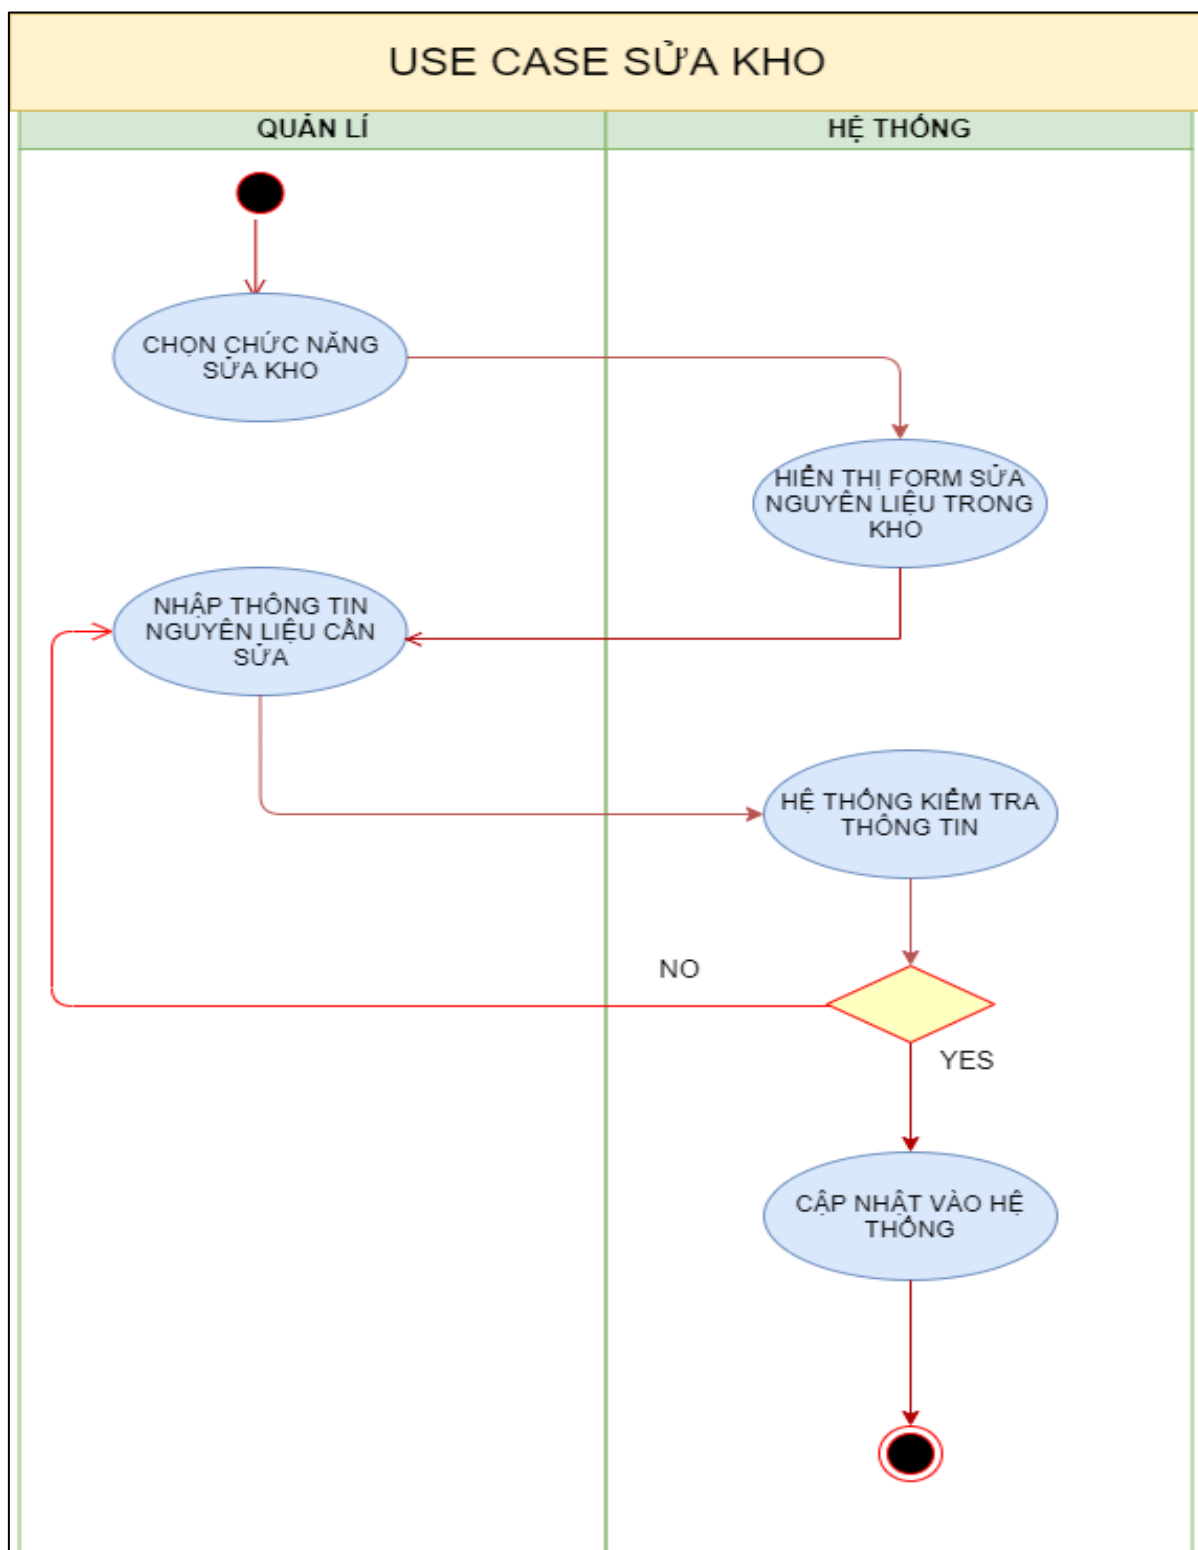 USE CASE SỬA KHO
QUẢN LÍ
HỆ THỐNG
CHỌN CHỨC NĂNG
SỬA KHO
HIỂN THỊ FORM SỬA
NGUYÊN LIỆU TRONG
KHO
NHẬP THÔNG TIN
NGUYÊN LIỆU CẦN
SỬA
HỆ THỐNG KIỂM TRA
THÔNG TIN
NO
YES
CẬP NHẬT VÀO HỆ
THỐNG